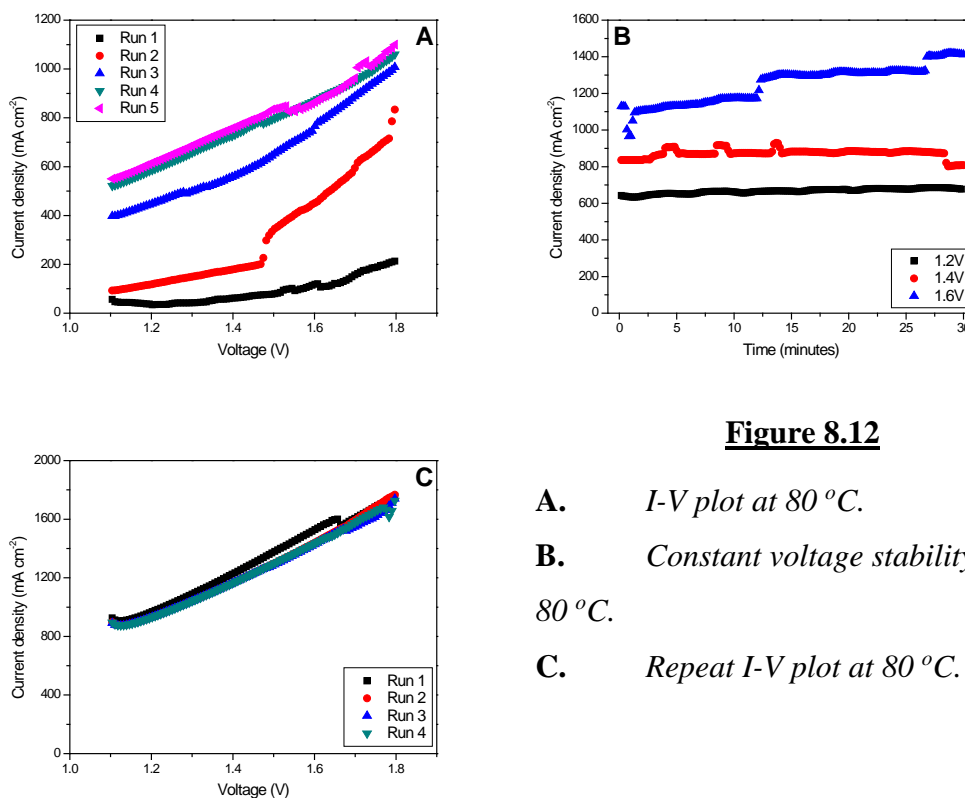 A
Run 1
Run 2
Run 3
Run 4
Run 5
Current density (mA cm⁻²)
1200
1000
800
600
400
200
0
1.0 1.2 1.4 1.6 1.8
Voltage (V)
B
Current density (mA cm⁻²)
1600
1400
1200
1000
800
600
400
200
0
1.2V
1.4V
1.6V
0 5 10 15 20 25 30
Time (minutes)
C
Current density (mA cm⁻²)
2000
1600
1200
800
400
0
Run 1
Run 2
Run 3
Run 4
1.0 1.2 1.4 1.6 1.8
Voltage (V)
Figure 8.12
A. I-V plot at 80 °C.
B. Constant voltage stability
80 °C.
C. Repeat I-V plot at 80 °C.